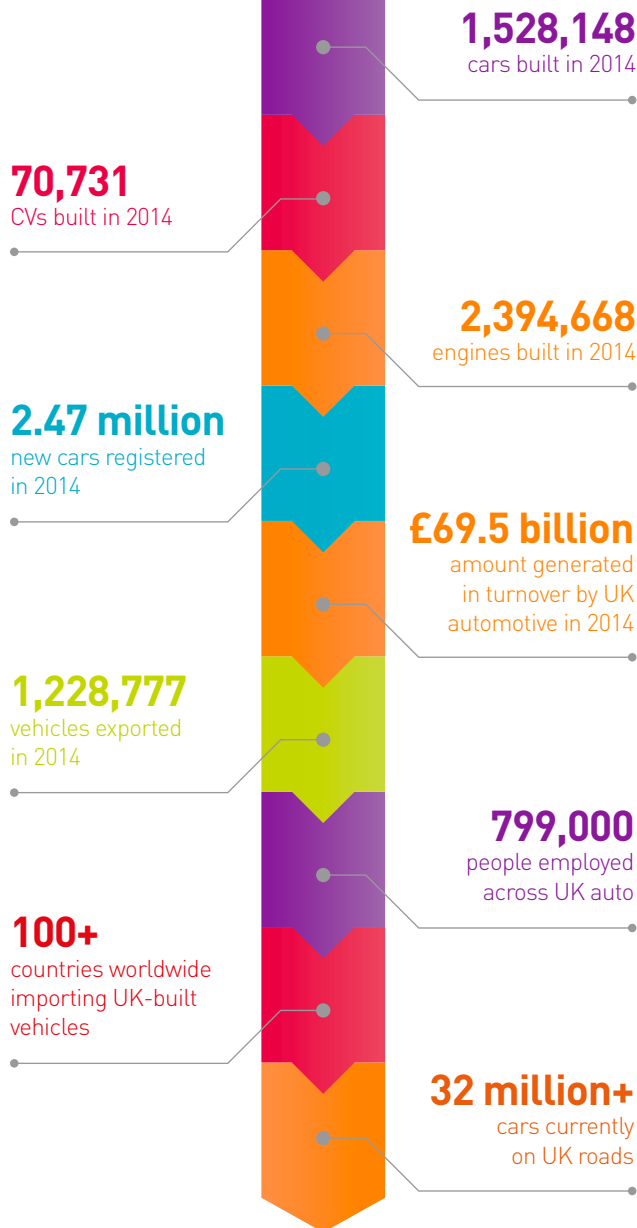 1,528,148
cars built in 2014
70,731
CVs built in 2014
2,394,668
engines built in 2014
2.47 million
new cars registered
in 2014
£69.5 billion
amount generated
in turnover by UK
automotive in 2014
1,228,777
vehicles exported
in 2014
799,000
people employed
across UK auto
100+
countries worldwide
importing UK-built
vehicles
32 million+
cars currently
on UK roads